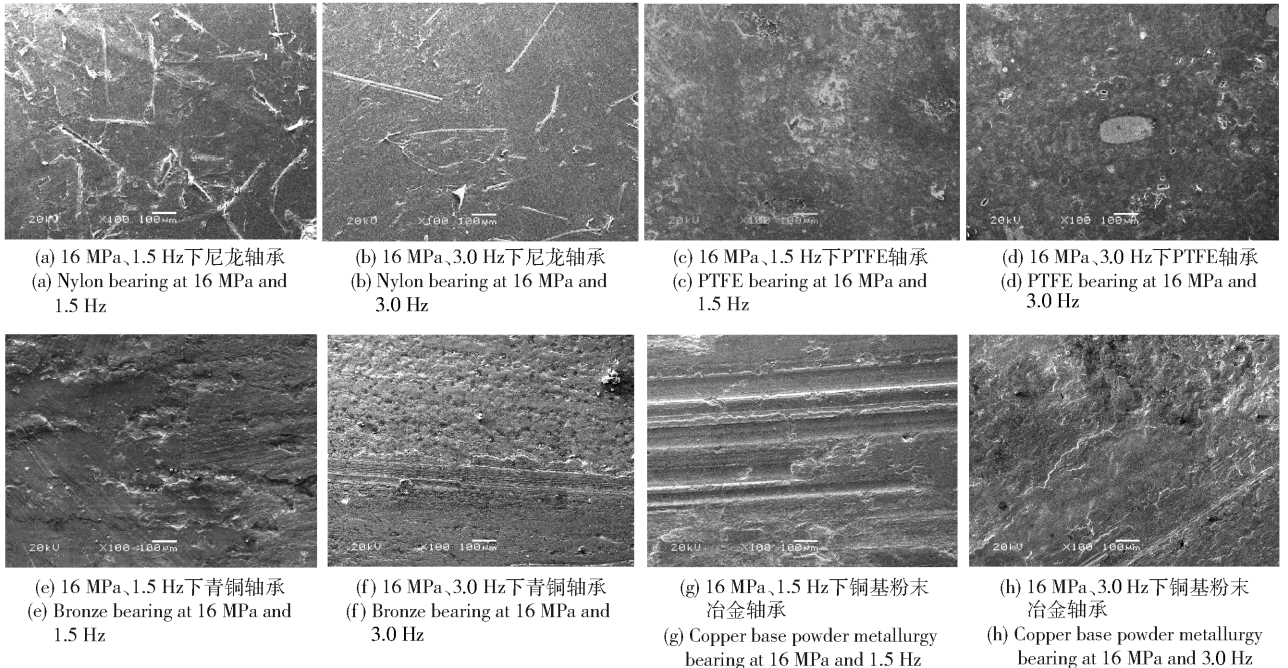 20kV X100 100μm
20kV X100 100μm
20kV X100 100μm
20kV X100 100μm
(a) 16 MPa、1.5 Hz下尼龙轴承
(a) Nylon bearing at 16 MPa and
1.5 Hz
(b) 16 MPa、3.0 Hz下尼龙轴承
(b) Nylon bearing at 16 MPa and
3.0 Hz
(c) 16 MPa、1.5 Hz下PTFE轴承
(c) PTFE bearing at 16 MPa and
1.5 Hz
(d) 16 MPa、3.0 Hz下PTFE轴承
(d) PTFE bearing at 16 MPa and
3.0 Hz
20kV X100 100μm
20kV X100 100μm
20kV X100 100μm
20kV X100 100μm
(e) 16 MPa、1.5 Hz下青铜轴承
(e) Bronze bearing at 16 MPa and
1.5 Hz
(f) 16 MPa、3.0 Hz下青铜轴承
(f) Bronze bearing at 16 MPa and
3.0 Hz
(g) 16 MPa、1.5 Hz下铜基粉末
冶金轴承
(g) Copper base powder metallurgy
bearing at 16 MPa and 1.5 Hz
(h) 16 MPa、3.0 Hz下铜基粉末
冶金轴承
(h) Copper base powder metallurgy
bearing at 16 MPa and 3.0 Hz